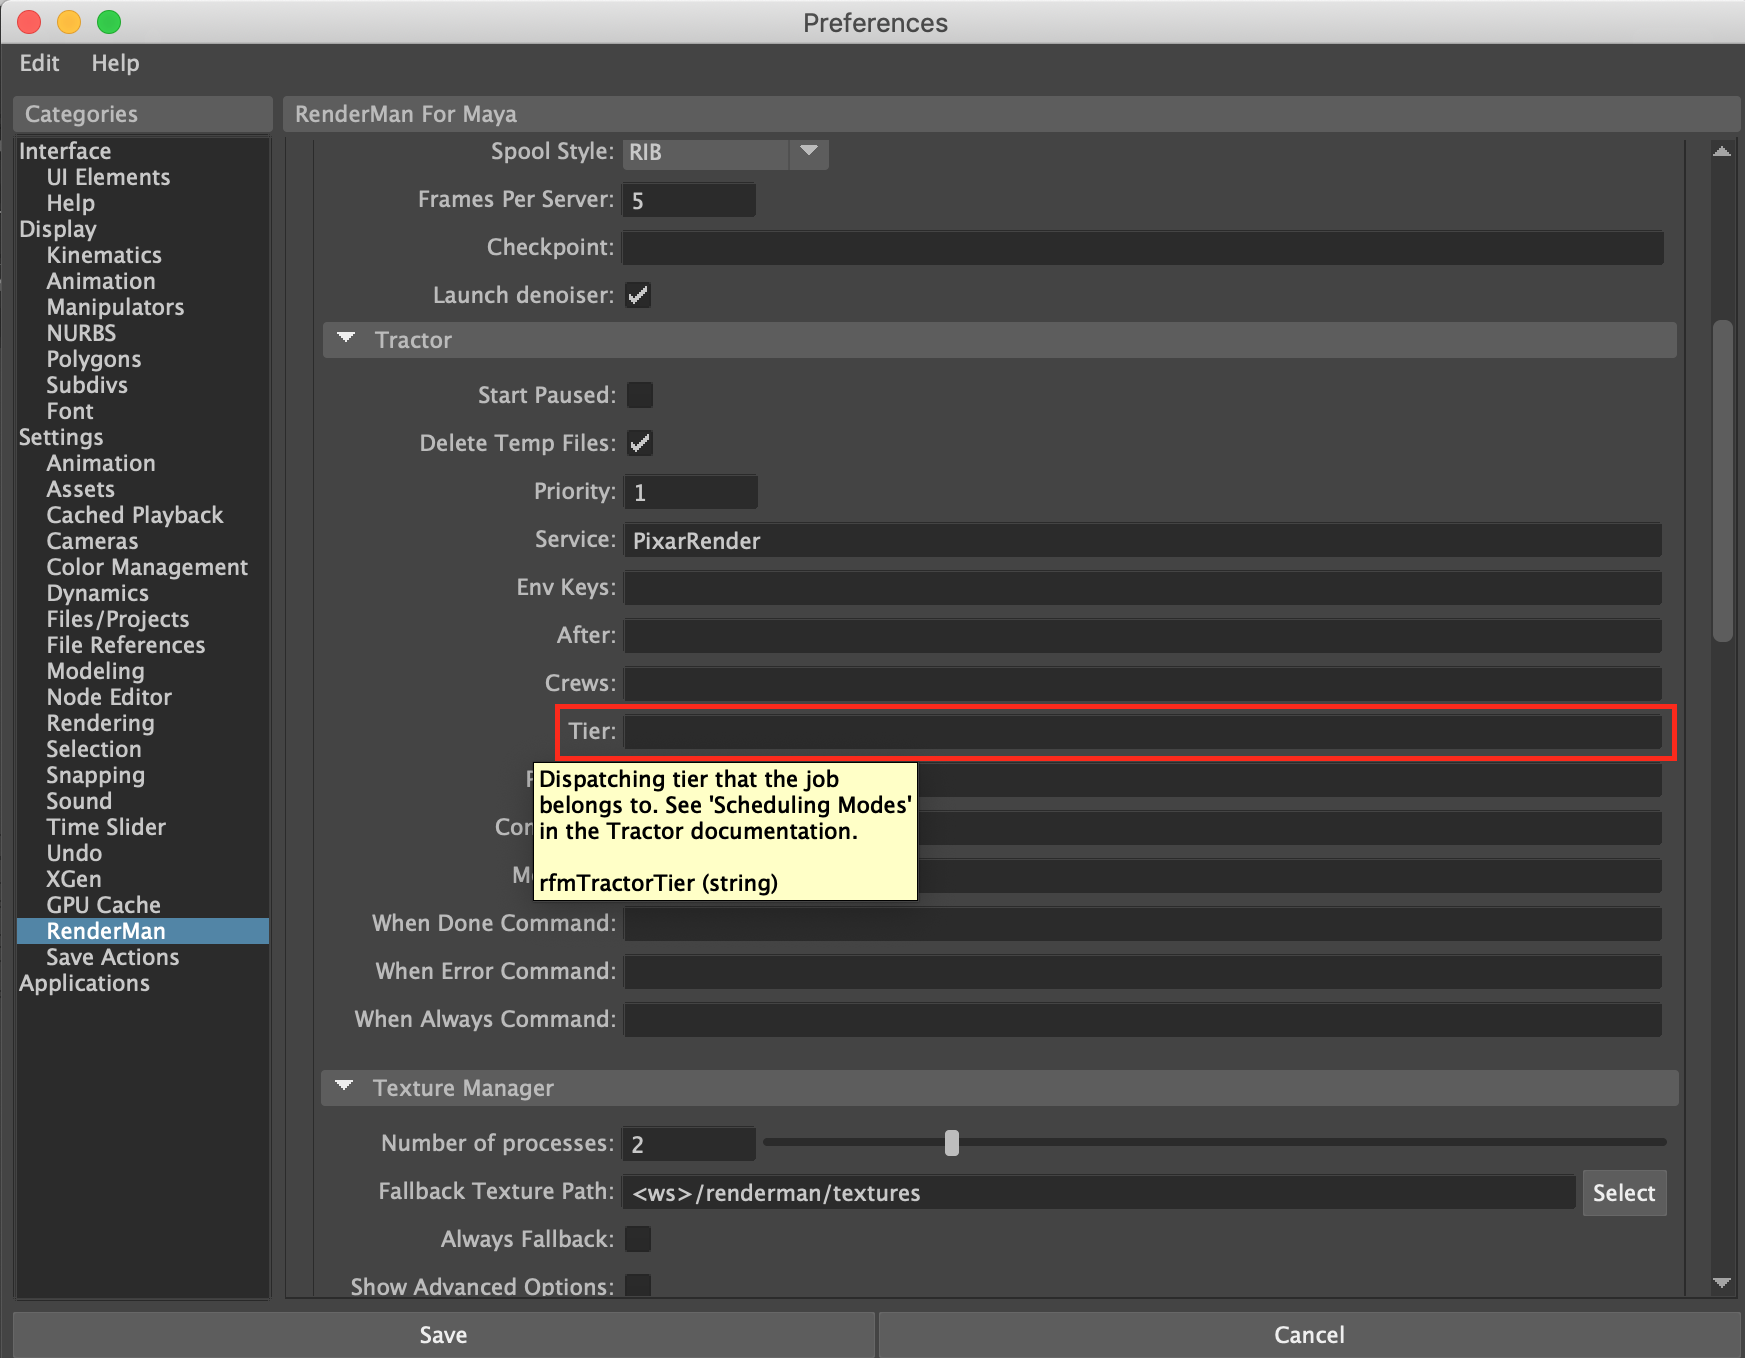 Preferences
Edit Help
Categories
Interface
UI Elements
Help
Display
Kinematics
Animation
Manipulators
NURBS
Polygons
Subdivs
Font
Settings
Animation
Assets
Cached Playback
Cameras
Color Management
Dynamics
Files/Projects
File References
Modeling
Node Editor
Rendering
Selection
Snapping
Sound
Time Slider
Undo
XGen
GPU Cache
RenderMan
Save Actions
Applications
RenderMan For Maya
Spool Style: RIB
Frames Per Server: 5
Checkpoint:
Launch denoiser:
Tractor
Start Paused:
Delete Temp Files:
Priority: 1
Service: PixarRender
Env Keys:
After:
Crews:
Tier:
Dispatching tier that the job
belongs to. See 'Scheduling Modes'
in the Tractor documentation.
rfmTractorTier (string)
When Done Command:
When Error Command:
When Always Command:
Texture Manager
Number of processes: 2
Fallback Texture Path: <ws>/renderman/textures Select
Always Fallback:
Show Advanced Options:
Save Cancel